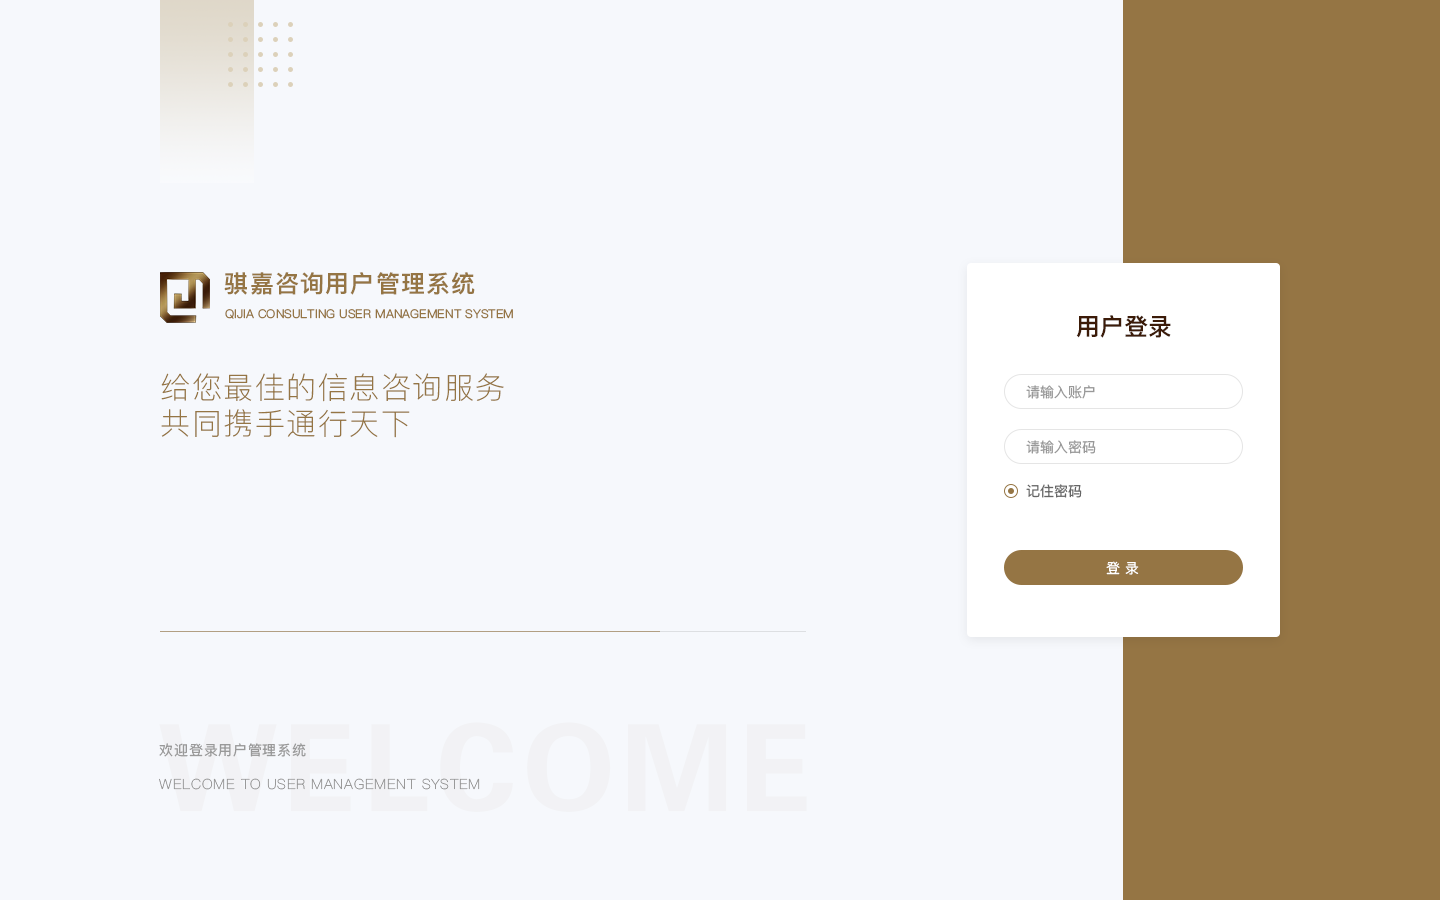 骐嘉咨询用户管理系统
QIJIA CONSULTING USER MANAGEMENT SYSTEM
给您最佳的信息咨询服务
共同携手通行天下
用户登录
请输入账户
请输入密码
记住密码
登 录
WELCOME
欢迎登录用户管理系统
WELCOME TO USER MANAGEMENT SYSTEM